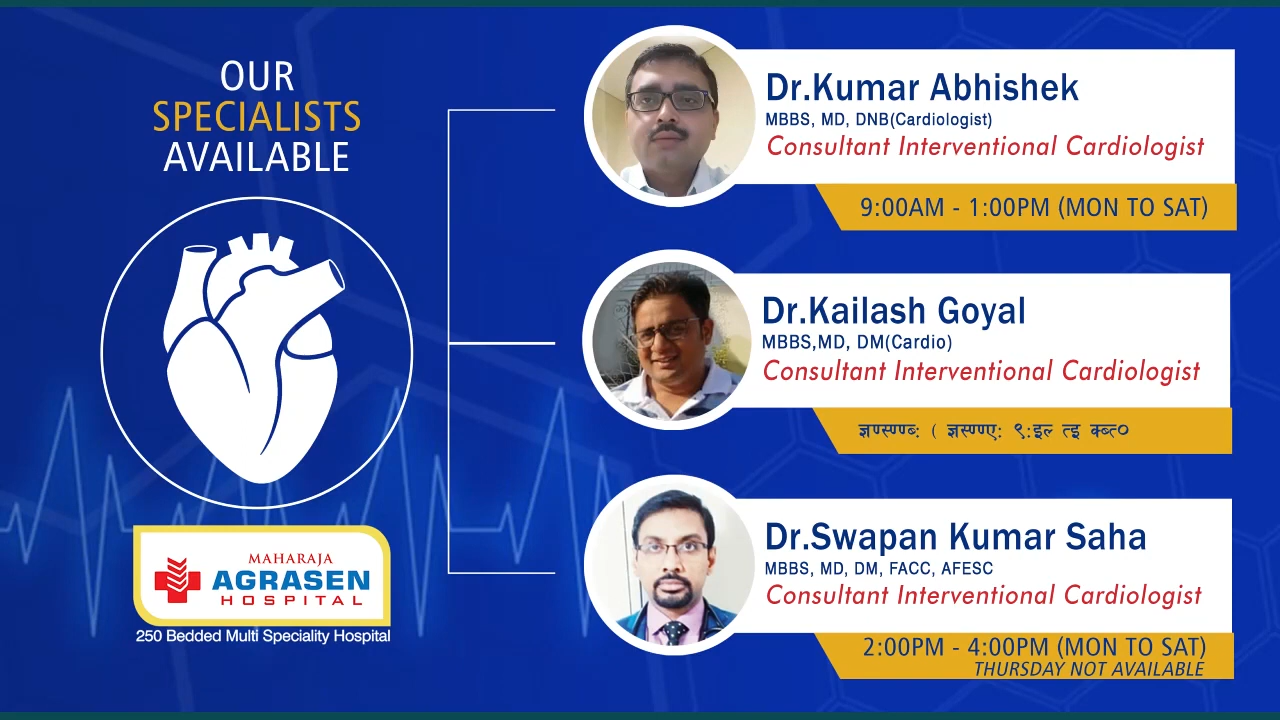 OUR
SPECIALISTS
AVAILABLE
MAHARAJA
AGRASEN
HOSPITAL
250 Bedded Multi Speciality Hospital
Dr.Kumar Abhishek
MBBS, MD, DNB(Cardiologist)
Consultant Interventional Cardiologist
9:00AM - 1:00PM (MON TO SAT)
Dr.Kailash Goyal
MBBS,MD, DM(Cardio)
Consultant Interventional Cardiologist
Dr.Swapan Kumar Saha
MBBS, MD, DM, FACC, AFESC
Consultant Interventional Cardiologist
2:00PM - 4:00PM (MON TO SAT)
THURSDAY NOT AVAILABLE